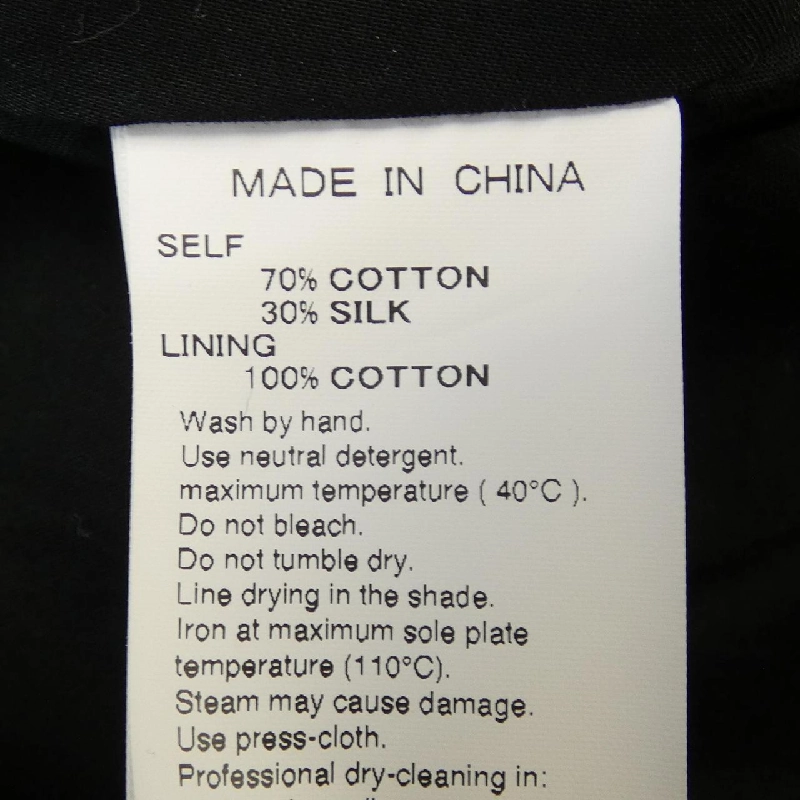 MADE IN CHINA
SELF
70% COTTON
30% SILK
LINING
100% COTTON
Wash by hand.
Use neutral detergent.
maximum temperature ( 40°C ).
Do not bleach.
Do not tumble dry.
Line drying in the shade.
Iron at maximum sole plate
temperature (110°C).
Steam may cause damage.
Use press-cloth.
Professional dry-cleaning in: